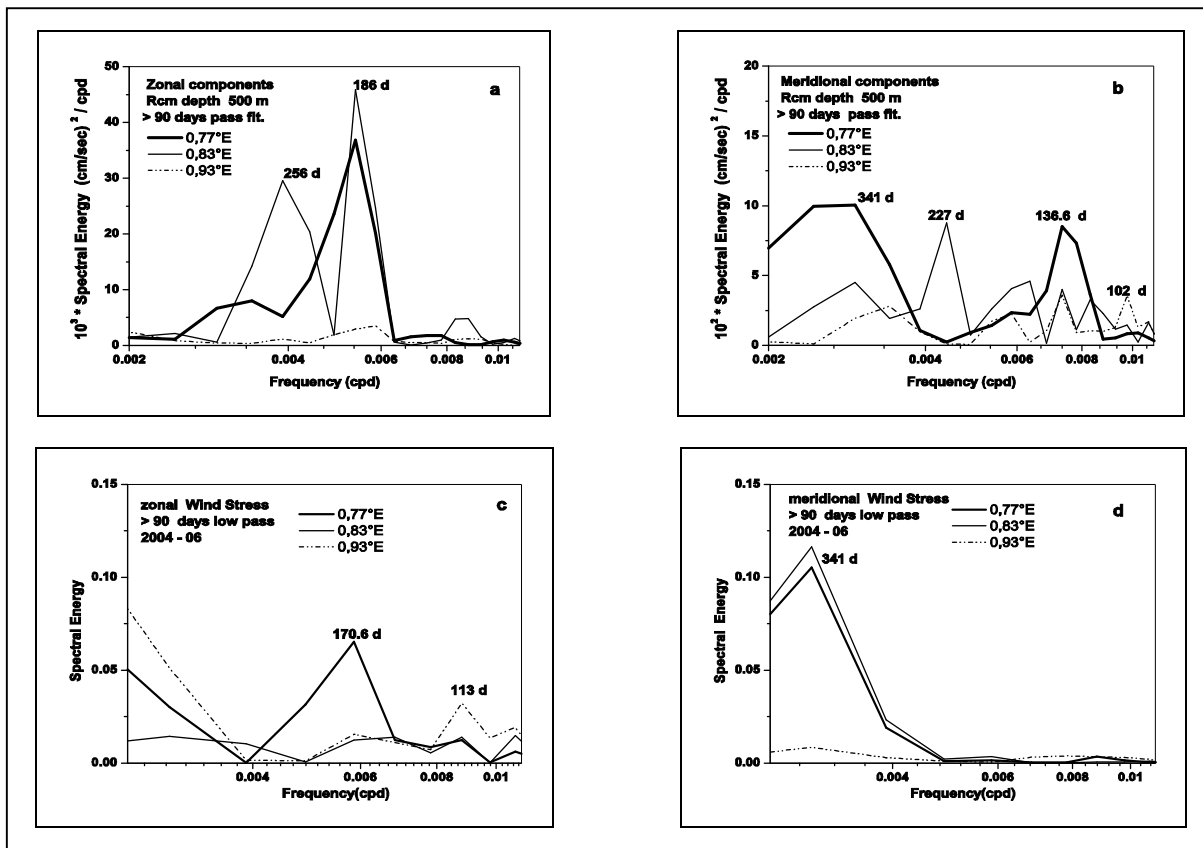 Zonal components
Rcm depth 500 m
> 90 days pass flt.
0,77°E
0,83°E
0,93°E
a
186 d
256 d
50
40
30
20
10
0
0.002
0.004
0.006
0.008
0.01
10³ * Spectral Energy (cm/sec) ² / cpd
Frequency (cpd)
Meridional components
Rcm depth 500 m
> 90 days pass flt.
0,77°E
0,83°E
0,93°E
b
341 d
227 d
136.6 d
102 d
20
15
10
5
0
0.002
0.004
0.006
0.008
0.01
10² * Spectral Energy (cm/sec) ² / cpd
Frequency (cpd)
zonal Wind Stress
> 90 days low pass
2004 - 06
0,77°E
0,83°E
0,93°E
c
170.6 d
113 d
0.15
0.10
0.05
0.00
0.004
0.006
0.008
0.01
Spectral Energy
Frequency(cpd)
meridional Wind Stress
> 90 days low pass
2004 - 06
0,77°E
0,83°E
0,93°E
d
341 d
0.15
0.10
0.05
0.00
0.004
0.006
0.008
0.01
Spectral Energy
Frequency (cpd)